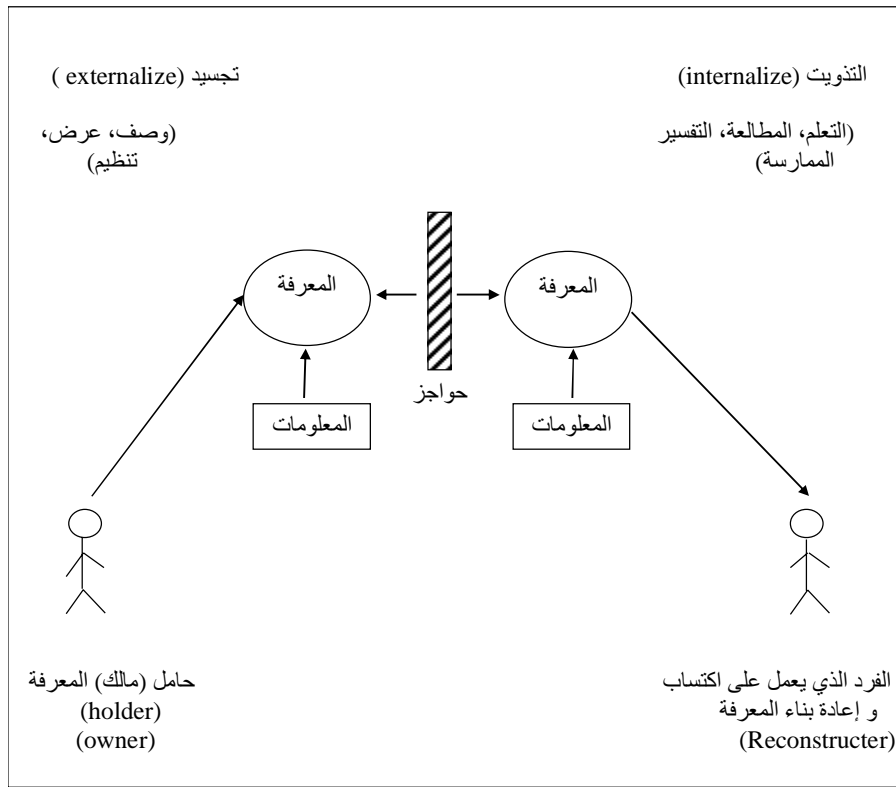 التذويت (internalize)
(التعلم، المطالعة، التفسير
الممارسة)
تجسيد (externalize )
(وصف، عرض،
تنظيم)
المعرفة
المعرفة
حواجز
المعلومات
المعلومات
الفرد الذي يعمل على اكتساب
و إعادة بناء المعرفة
(Reconstructer)
حامل (مالك) المعرفة
(holder)
(owner)